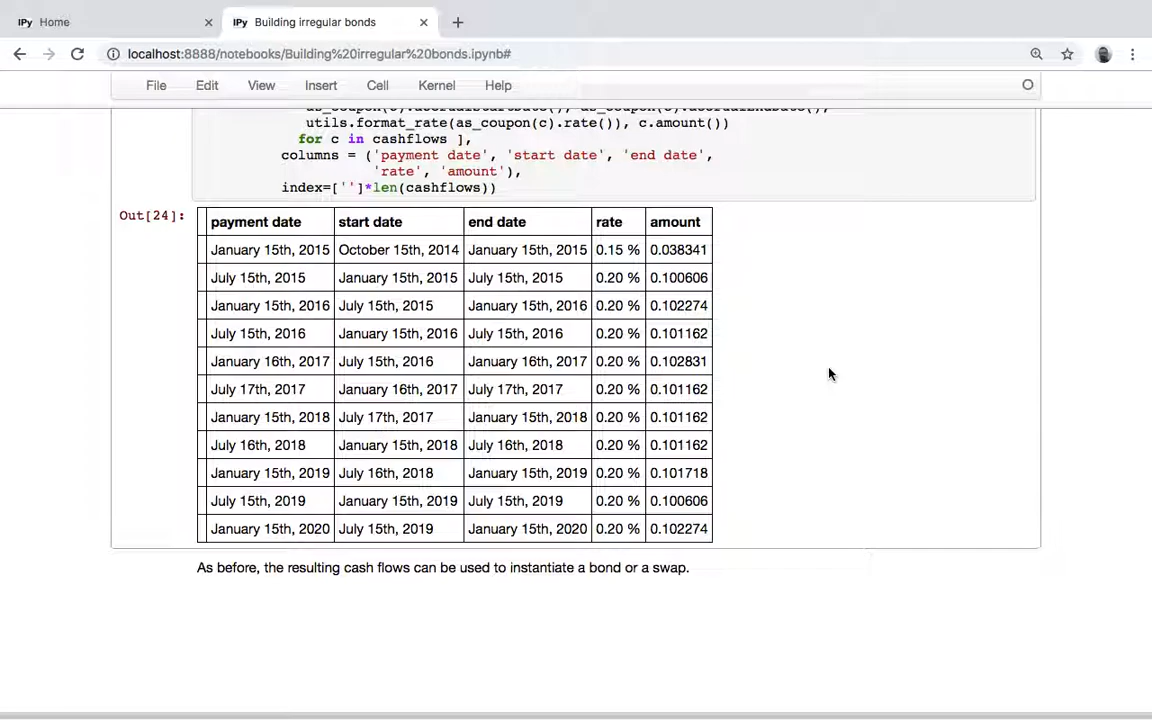 IPy Home × IPy Building irregular bonds × +
localhost:8888/notebooks/Building%20irregular%20bonds.ipynb#
File Edit View Insert Cell Kernel Help
as_coupon(c).accrualStartDate(), as_coupon(c).accrualEndDate(),
utils.format_rate(as_coupon(c).rate()), c.amount())
for c in cashflows ],
columns = ('payment date', 'start date', 'end date',
'rate', 'amount'),
index=['']*len(cashflows))
Out[24]:
payment date start date end date rate amount
January 15th, 2015 October 15th, 2014 January 15th, 2015 0.15 % 0.038341
July 15th, 2015 January 15th, 2015 July 15th, 2015 0.20 % 0.100606
January 15th, 2016 July 15th, 2015 January 15th, 2016 0.20 % 0.102274
July 15th, 2016 January 15th, 2016 July 15th, 2016 0.20 % 0.101162
January 16th, 2017 July 15th, 2016 January 16th, 2017 0.20 % 0.102831
July 17th, 2017 January 16th, 2017 July 17th, 2017 0.20 % 0.101162
January 15th, 2018 July 17th, 2017 January 15th, 2018 0.20 % 0.101162
July 16th, 2018 January 15th, 2018 July 16th, 2018 0.20 % 0.101162
January 15th, 2019 July 16th, 2018 January 15th, 2019 0.20 % 0.101718
July 15th, 2019 January 15th, 2019 July 15th, 2019 0.20 % 0.100606
January 15th, 2020 July 15th, 2019 January 15th, 2020 0.20 % 0.102274
As before, the resulting cash flows can be used to instantiate a bond or a swap.